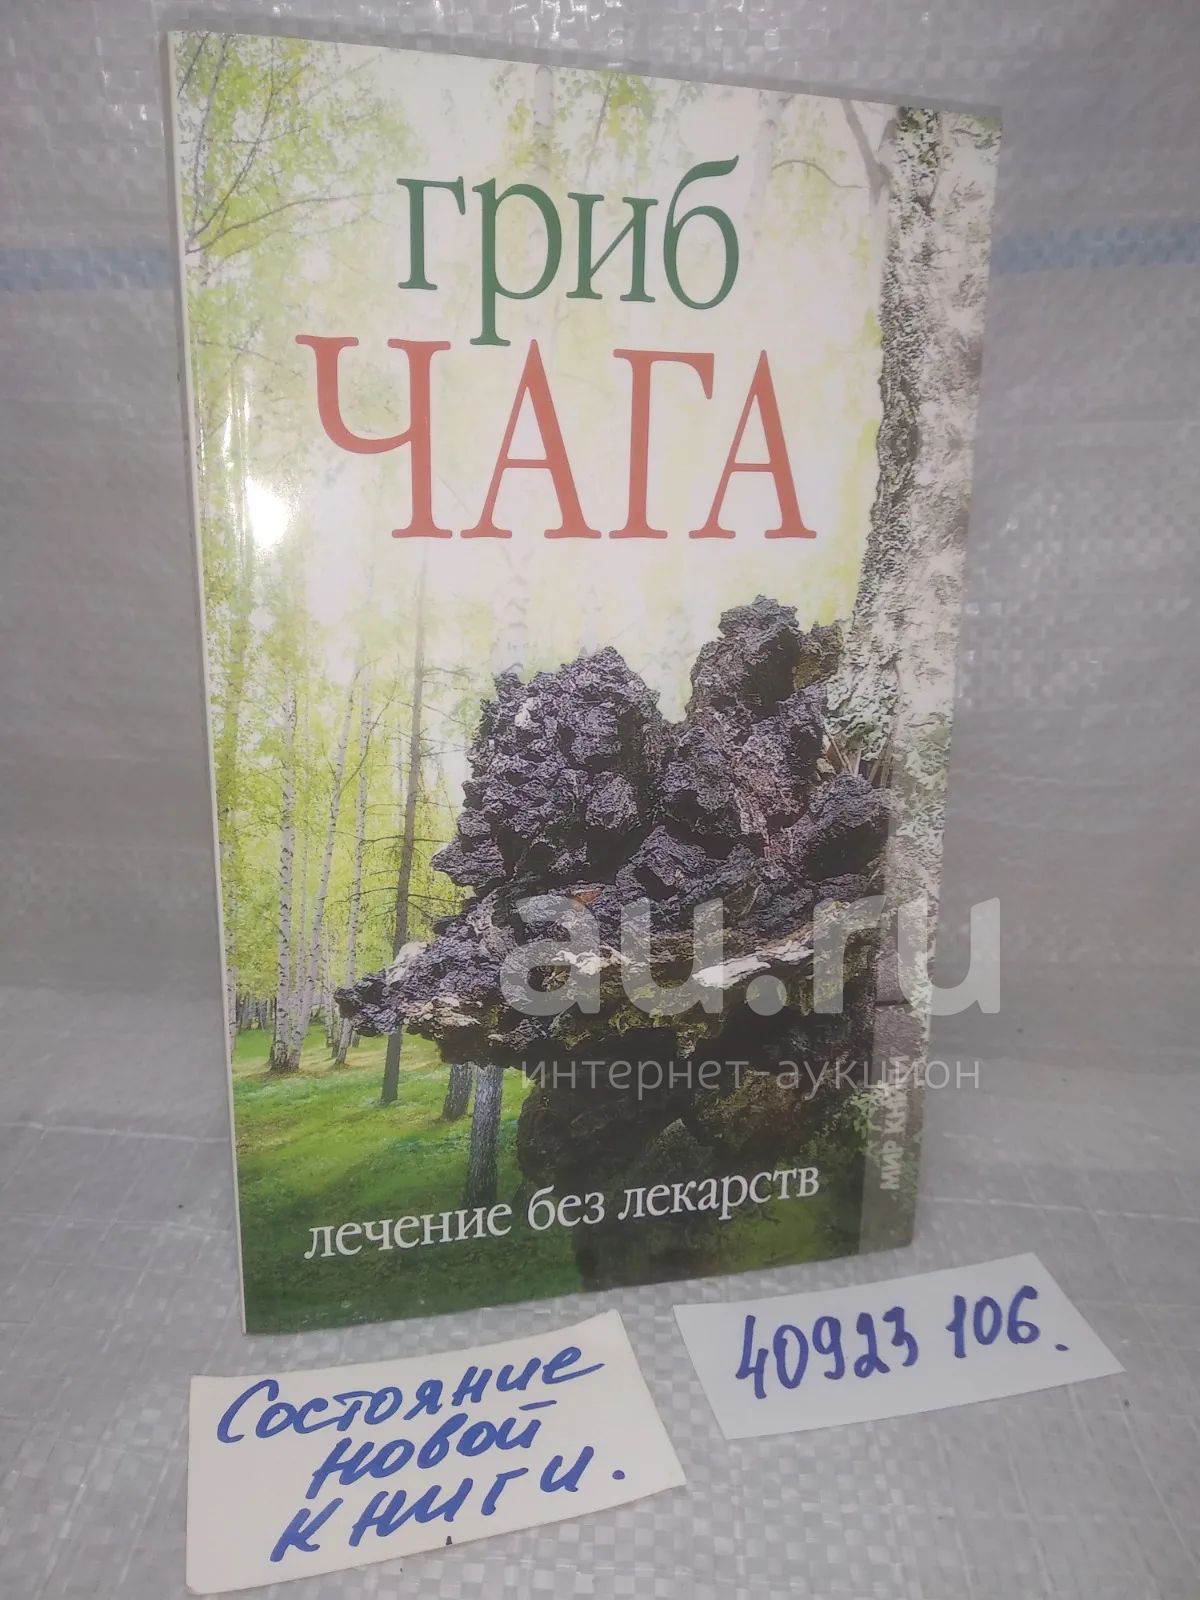 гриб
ЧАГА
au.ru
интернет-аукцион
лечение без лекарств
Состояние
новой
книги.
40923 106.